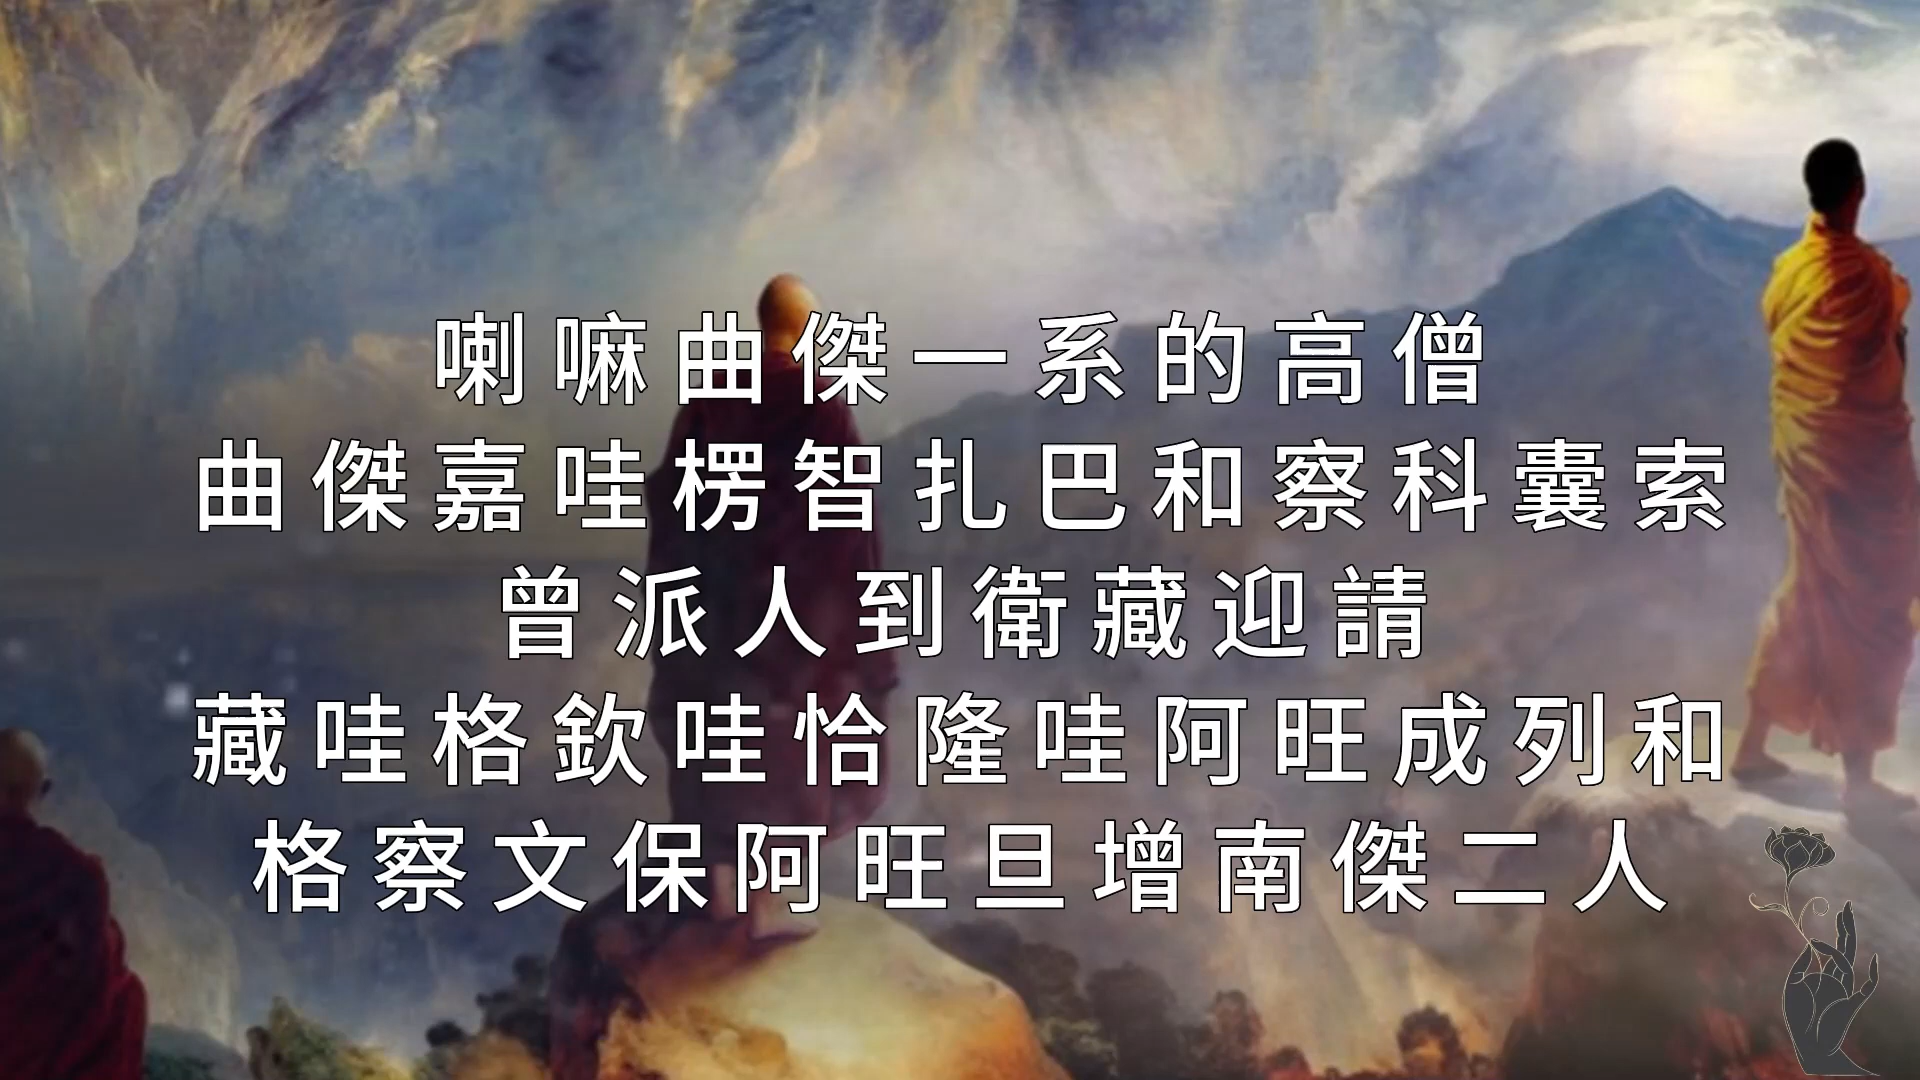 喇嘛曲傑一系的高僧
曲傑嘉哇楞智扎巴和察科囊索
曾派人到衛藏迎請
藏哇格欽哇恰隆哇阿旺成列和
格察文保阿旺旦增南傑二人